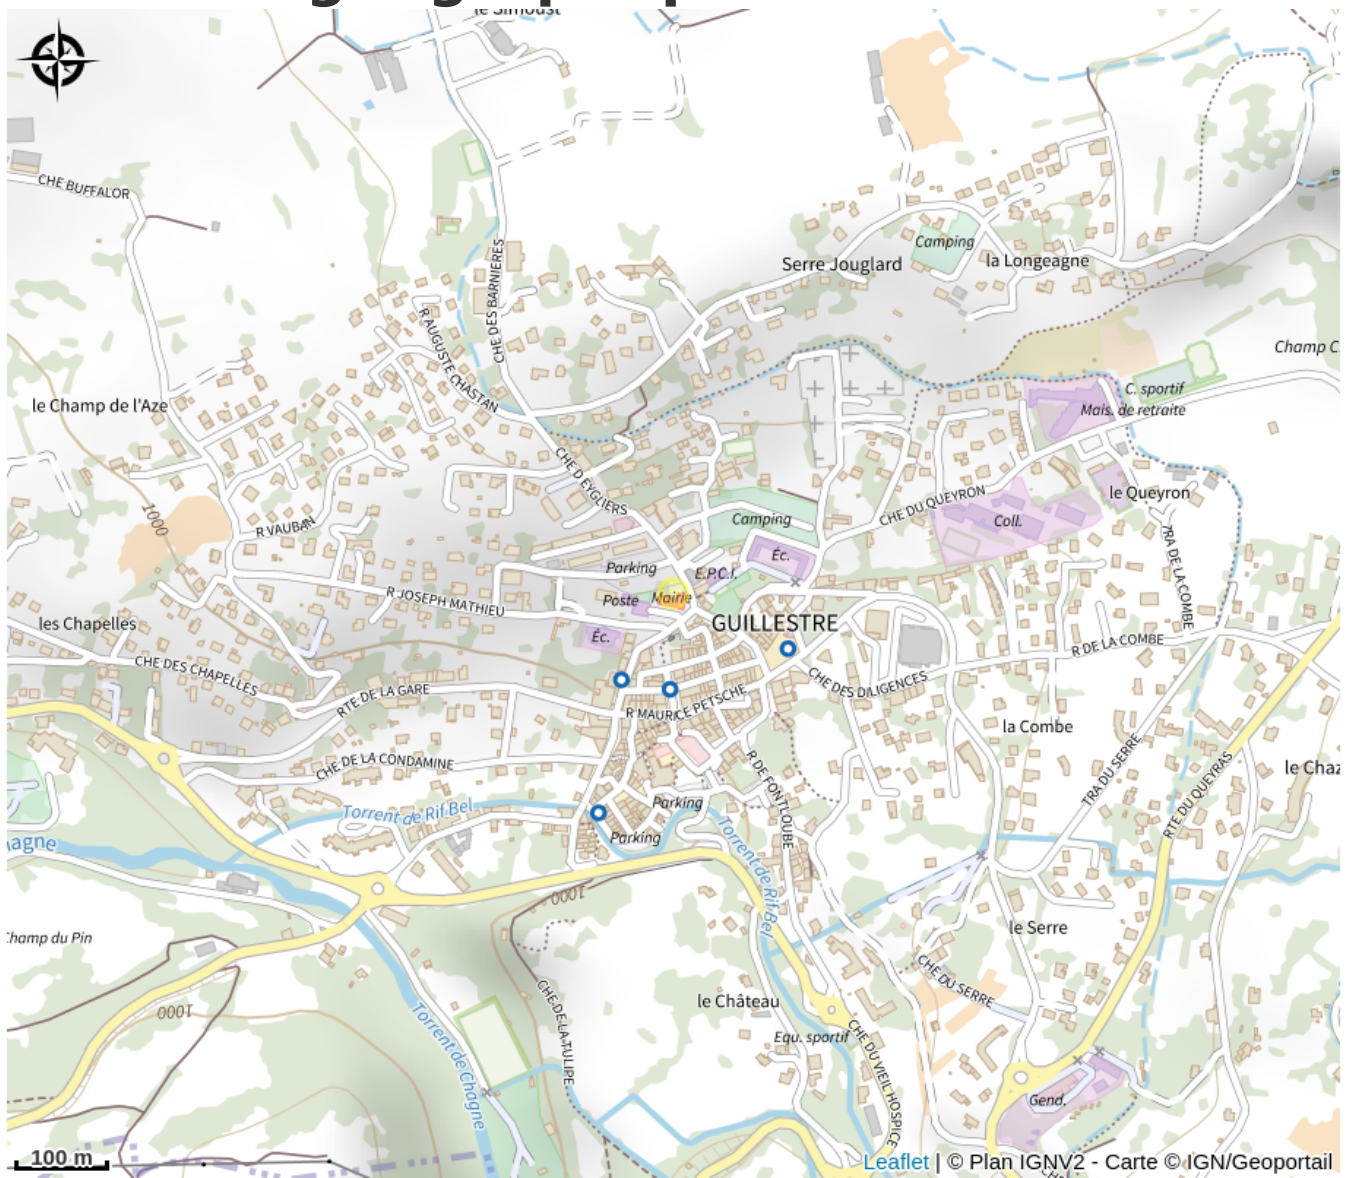 le Simoust
CHE BUFFALOR
CHE DES BARNIERES
Camping
Serre Jouglard
la Longeagne
R AUGUSTE CHASTAN
Champ C
le Champ de l'Aze
C. sportif
Mais. de retraite
CHE D EYGLIERS
1000
R VAUBAN
Camping
CHE DU QUEYRON
Coll.
le Queyron
TRA DE LA COMBE
Parking
E.P.C.I.
Éc.
R JOSEPH MATHIEU
Poste
Mairie
les Chapelles
Éc.
GUILLESTRE
R DE LA COMBE
CHE DES CHAPELLES
RTE DE LA GARE
CHE DES DILIGENCES
R MAURICE PETSCHE
la Combe
CHE DE LA CONDAMINE
R DE FONTLOUBE
TRA DU SERRE
RTE DU QUEYRAS
le Chaz
Torrent de Rif Bel
Parking
Parking
agne
Torrent de Rif Bel
1000
Champ du Pin
le Serre
CHE DU SERRE
1000
CHE DE LA TULIPE
le Château
Torrent de Chagne
Equ. sportif
CHE DU VIEIL HOSPICE
Gend.
100 m
Leaflet | © Plan IGNV2 - Carte © IGN/Geoportail